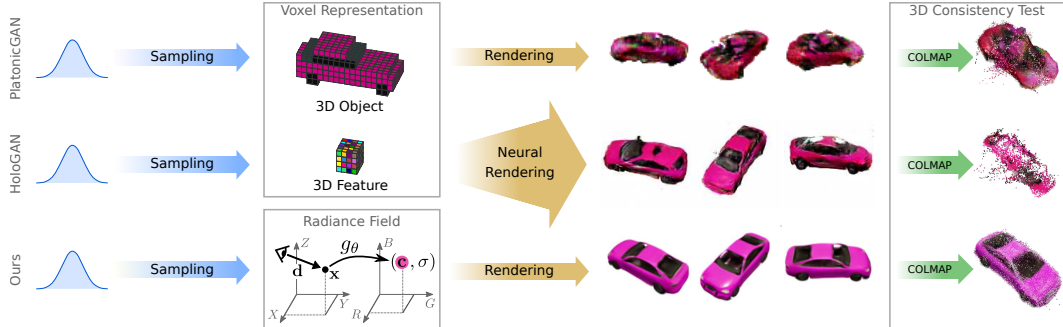 Voxel Representation
3D Consistency Test
PlatonicGAN
Sampling
3D Object
Rendering
COLMAP
HoloGAN
Sampling
3D Feature
Neural
Rendering
COLMAP
Radiance Field
Ours
Sampling
Z
B
g_θ
d
x
(c, σ)
X
Y
R
G
Rendering
COLMAP